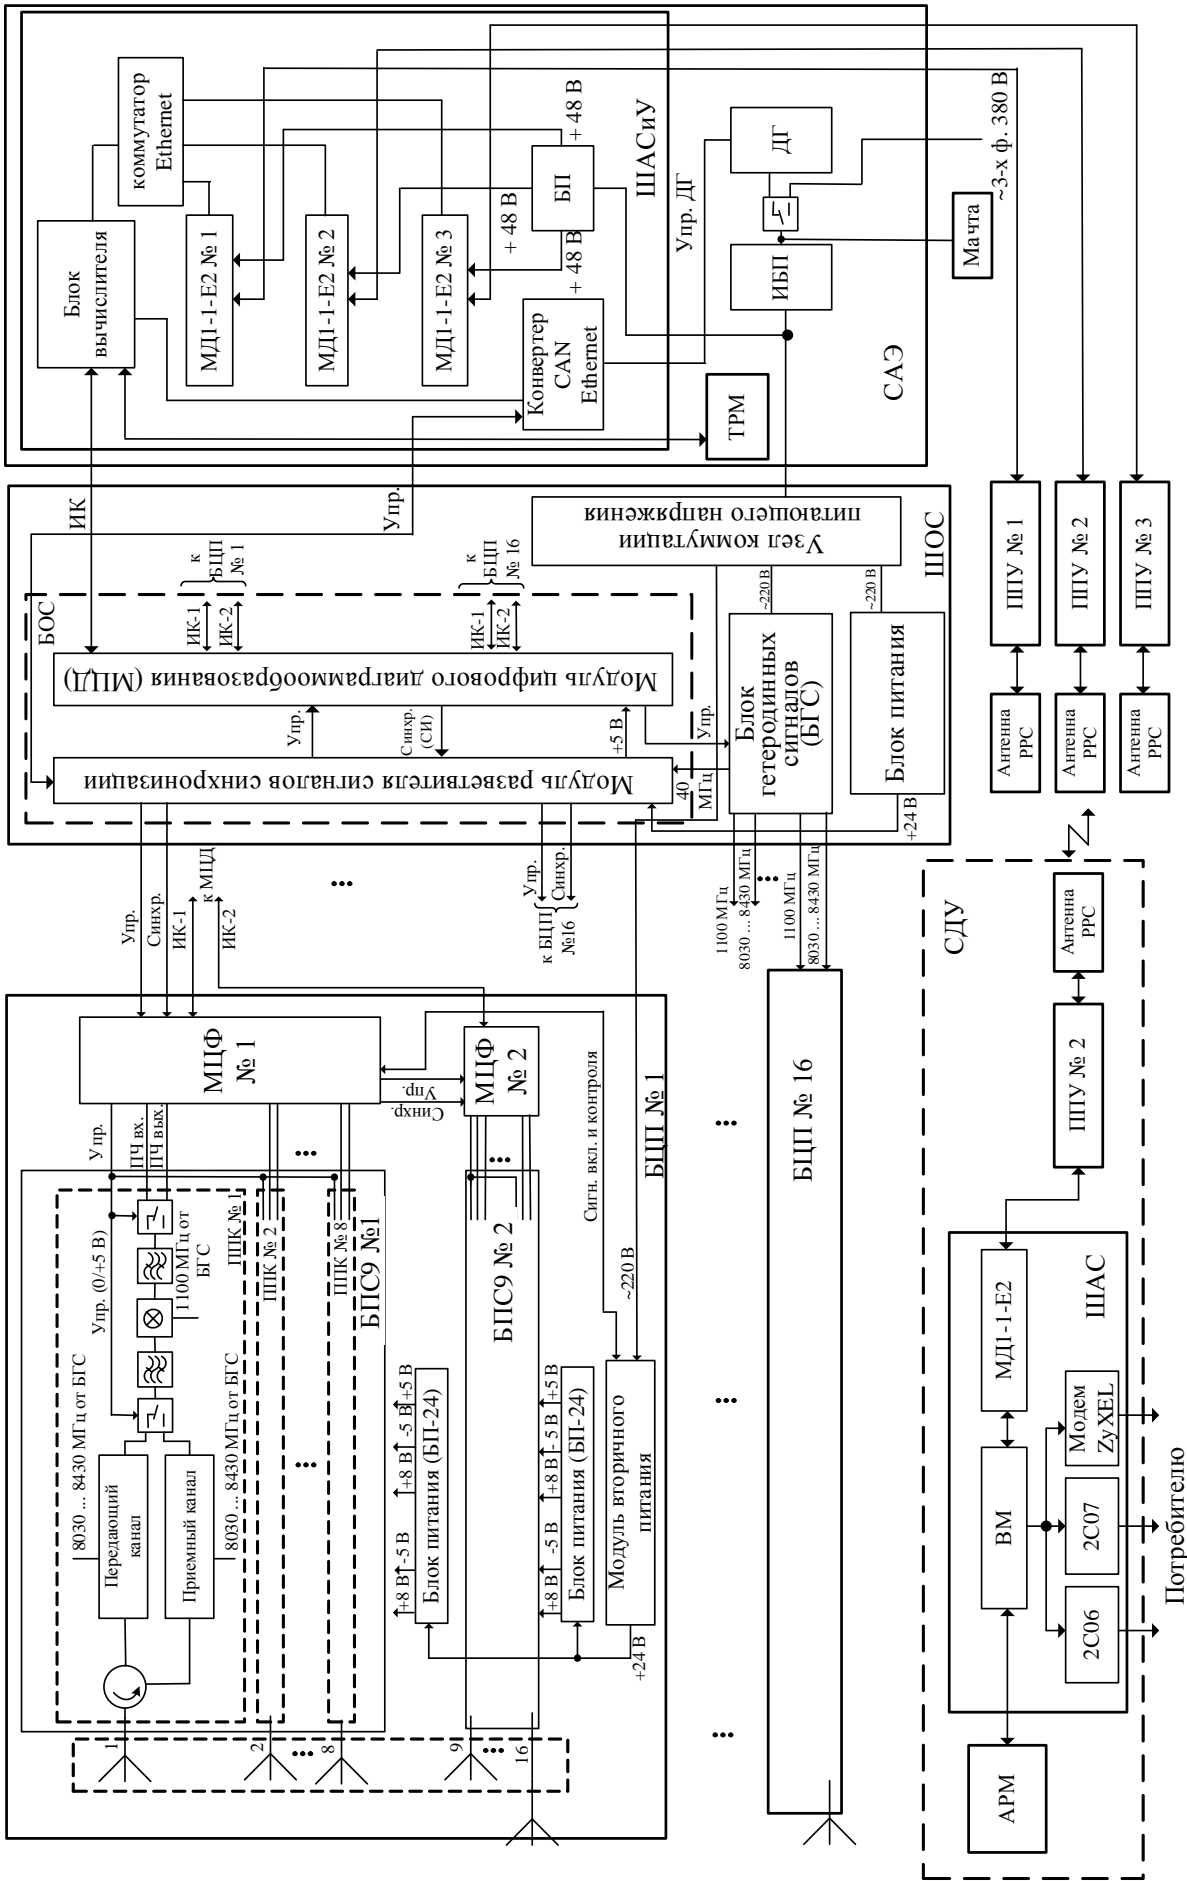 1
2
8
9
16
Передающий
канал
Приемный канал
8030 ... 8430 МГц от БГС
8030 ... 8430 МГц от БГС
Упр. (0/+5 В)
1100 МГц от
БГС
ППК № 1
ППК № 2
ППК № 8
...
...
...
...
БПС9 №1
Упр.
ПЧ вх.
ПЧ вых.
МЦФ
№ 1
...
Синхр.
Упр.
МЦФ
№ 2
...
БПС9 № 2
+8 В
-5 В
+8 В
-5 В
+5 В
Блок питания (БП-24)
+8 В
-5 В
+8 В
- 5 В
+5 В
Блок питания (БП-24)
+24 В
Модуль вторичного
питания
~220 В
Сигн. вкл. и контроля
БЦП № 1
...
...
...
БЦП № 16
Упр.
Синхр.
ИК-1
к МЦД
ИК-2
...
Упр.
Синхр.
к БЦП
№16
1100 МГц
8030 ... 8430 МГц
...
1100 МГц
8030 ... 8430 МГц
БОС
Модуль разветвителя сигналов синхронизации
Упр.
Синхр.
(СИ)
+5 В
Модуль цифрового диаграммообразования (МЦД)
ИК-1
ИК-2
к
БЦП
№ 1
ИК-1
ИК-2
к
БЦП
№ 16
ИК
Упр.
40
МГц
Упр.
Блок
гетеродинных
сигналов
(БГС)
+24 В
Блок питания
~220 В
~220 В
Узел коммутации
питающего напряжения
ШОС
Блок
вычислителя
коммутатор
Ethernet
МД1-1-Е2 № 1
МД1-1-Е2 № 2
МД1-1-Е2 № 3
Конвертер
CAN
Ethernet
БП
+ 48 В
+ 48 В
+ 48 В
ШАСиУ
ТРМ
Упр. ДГ
ИБП
ДГ
САЭ
Мачта
~3-х ф. 380 В
ППУ № 1
ППУ № 2
ППУ № 3
Антенна
РРС
Антенна
РРС
Антенна
РРС
СДУ
АРМ
ВМ
МД1-1-Е2
2С06
2С07
Модем
ZyXEL
ШАС
ППУ № 2
Антенна
РРС
Потребителю